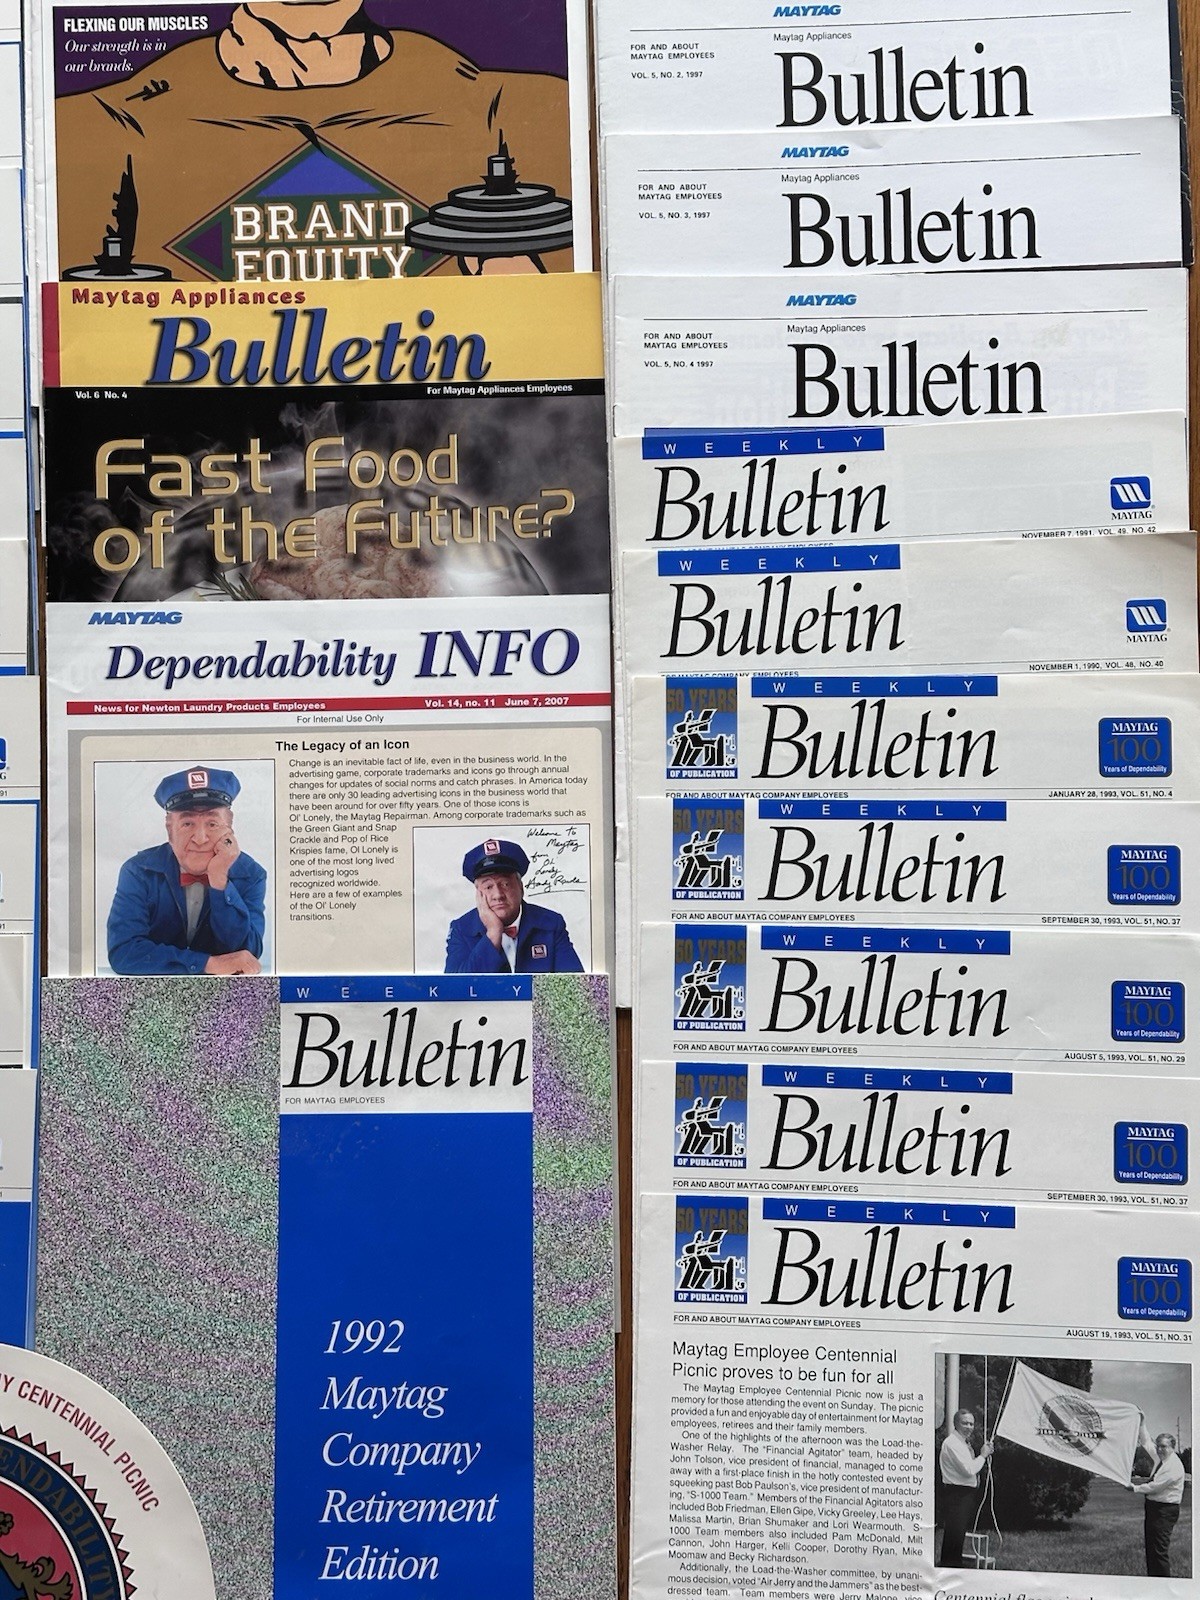 FLEXING OUR MUSCLES
Our strength is in
our brands.
BRAND
EQUITY
Maytag Appliances
Bulletin
Vol. 6 No. 4
For Maytag Appliances Employees
Fast Food
of the Future?
MAYTAG
Dependability INFO
News for Newton Laundry Products Employees
Vol. 14, no. 11 June 7, 2007
For Internal Use Only
The Legacy of an Icon
Change is an inevitable fact of life, even in the business world. In the
advertising game, corporate trademarks and icons go through annual
changes for updates of social norms and catch phrases. In America today
there are only 30 leading advertising icons in the business world that
have been around for over fifty years. One of those icons is
Ol' Lonely, the Maytag Repairman. Among corporate trademarks such as
the Green Giant and Snap
Crackle and Pop of Rice
Krispies fame, Ol Lonely is
one of the most long lived
advertising logos
recognized worldwide.
Here are a few of examples
of the Ol' Lonely
transitions.
Welcome to
Maytag
from
Ol'
Lonely
WEEKLY
Bulletin
FOR MAYTAG EMPLOYEES
1992
Maytag
Company
Retirement
Edition
Y CENTENNIAL PICNIC
ENDABILITY
MAYTAG
FOR AND ABOUT
MAYTAG EMPLOYEES
VOL. 5, NO. 2, 1997
Maytag Appliances
Bulletin
MAYTAG
FOR AND ABOUT
MAYTAG EMPLOYEES
VOL. 5, NO. 3, 1997
Maytag Appliances
Bulletin
MAYTAG
FOR AND ABOUT
MAYTAG EMPLOYEES
VOL. 5, NO. 4 1997
Maytag Appliances
Bulletin
WEEKLY
Bulletin
MAYTAG
NOVEMBER 7, 1991, VOL. 49, NO. 42
WEEKLY
Bulletin
MAYTAG
NOVEMBER 1, 1990, VOL. 48, NO. 40
FOR MAYTAG COMPANY EMPLOYEES
50 YEARS
OF PUBLICATION
WEEKLY
Bulletin
MAYTAG
100
Years of Dependability
FOR AND ABOUT MAYTAG COMPANY EMPLOYEES
JANUARY 28, 1993, VOL. 51, NO. 4
50 YEARS
OF PUBLICATION
WEEKLY
Bulletin
MAYTAG
100
Years of Dependability
FOR AND ABOUT MAYTAG COMPANY EMPLOYEES
SEPTEMBER 30, 1993, VOL. 51, NO. 37
50 YEARS
OF PUBLICATION
WEEKLY
Bulletin
MAYTAG
100
Years of Dependability
FOR AND ABOUT MAYTAG COMPANY EMPLOYEES
AUGUST 5, 1993, VOL. 51, NO. 29
50 YEARS
OF PUBLICATION
WEEKLY
Bulletin
MAYTAG
100
Years of Dependability
FOR AND ABOUT MAYTAG COMPANY EMPLOYEES
SEPTEMBER 30, 1993, VOL. 51, NO. 37
50 YEARS
OF PUBLICATION
WEEKLY
Bulletin
MAYTAG
100
Years of Dependability
FOR AND ABOUT MAYTAG COMPANY EMPLOYEES
AUGUST 19, 1993, VOL. 51, NO. 31
Maytag Employee Centennial
Picnic proves to be fun for all
The Maytag Employee Centennial Picnic now is just a
memory for those attending the event on Sunday. The picnic
provided a fun and enjoyable day of entertainment for Maytag
employees, retirees and their family members.
One of the highlights of the afternoon was the Load-the-
Washer Relay. The "Financial Agitator" team, headed by
John Tolson, vice president of financial, managed to come
away with a first-place finish in the hotly contested event by
squeeking past Bob Paulson's, vice president of manufactur-
ing, "S-1000 Team." Members of the Financial Agitators also
included Bob Friedman, Ellen Gipe, Vicky Greeley, Lee Hays,
Malissa Martin, Brian Shumaker and Lori Wearmouth. S-
1000 Team members also included Pam McDonald, Milt
Cannon, John Harger, Kelli Cooper, Dorothy Ryan, Mike
Moomaw and Becky Richardson.
Additionally, the Load-the-Washer committee, by unani-
mous decision, voted "Air Jerry and the Jammers" as the best-
dressed team. Team members were Jerry Malone, vice